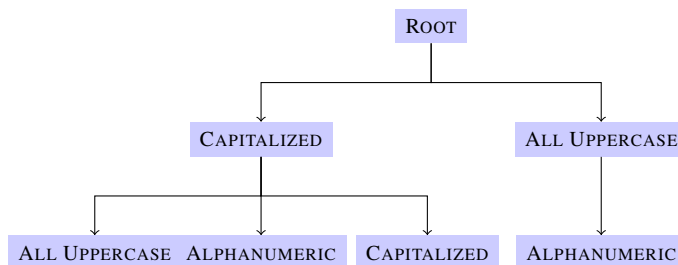 ROOT
CAPITALIZED
ALL UPPERCASE
ALL UPPERCASE
ALPHANUMERIC
CAPITALIZED
ALPHANUMERIC